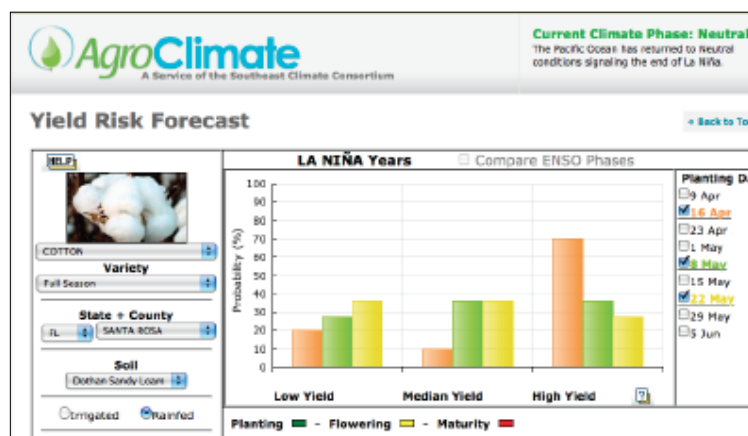 AgroClimate
A Service of the Southeast Climate Consortium
Current Climate Phase: Neutral
The Pacific Ocean has returned to Neutral
conditions signaling the end of La Niña.
Yield Risk Forecast
« Back to To
HELP
COTTON
Variety
Full Season
State + County
FL
SANTA ROSA
Soil
Dothan Sandy Loam
Irrigated Rainfed
LA NIÑA Years
Compare ENSO Phases
Probability (%)
100
90
80
70
60
50
40
30
20
10
0
Low Yield Median Yield High Yield
?
Planting - Flowering - Maturity
Planting Da
9 Apr
16 Apr
23 Apr
1 May
8 May
15 May
22 May
29 May
5 Jun